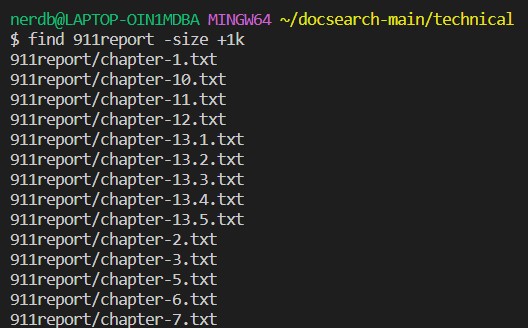 nerdb@LAPTOP-OIN1MDBA MINGW64 ~/docsearch-main/technical
$ find 911report -size +1k
911report/chapter-1.txt
911report/chapter-10.txt
911report/chapter-11.txt
911report/chapter-12.txt
911report/chapter-13.1.txt
911report/chapter-13.2.txt
911report/chapter-13.3.txt
911report/chapter-13.4.txt
911report/chapter-13.5.txt
911report/chapter-2.txt
911report/chapter-3.txt
911report/chapter-5.txt
911report/chapter-6.txt
911report/chapter-7.txt